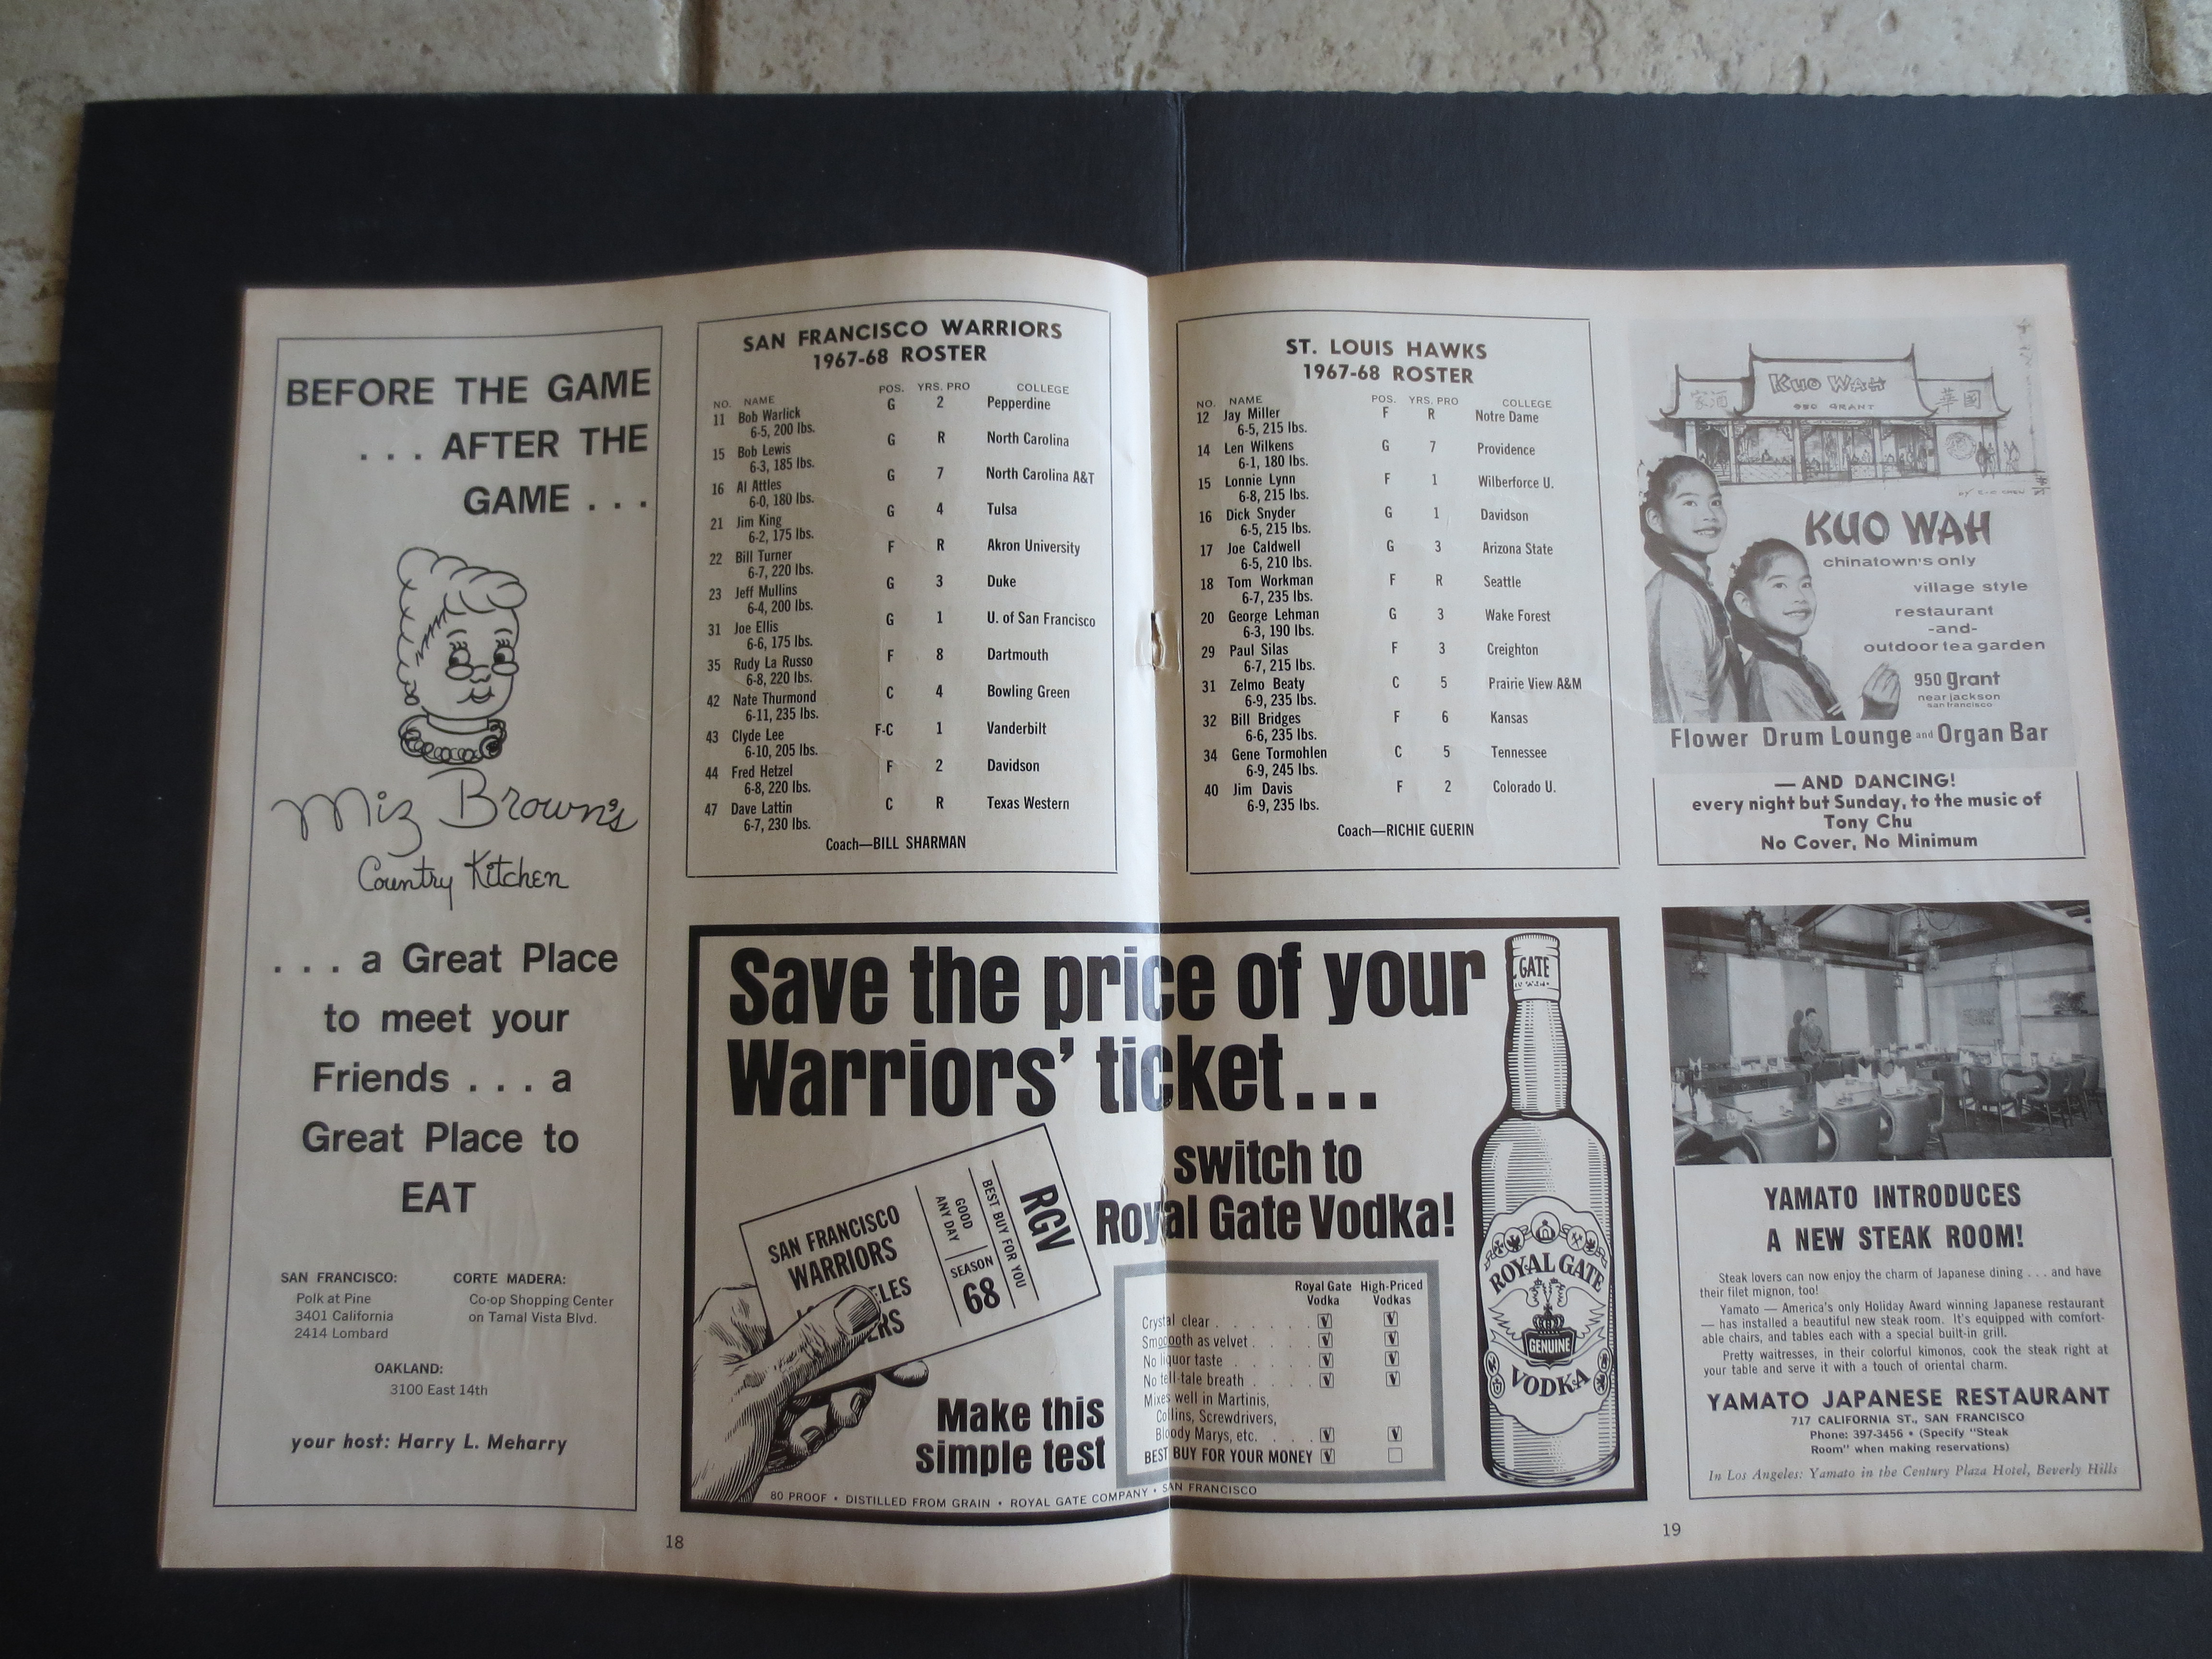 BEFORE THE GAME
. . . AFTER THE
GAME . . .
Miz Brown's
Country Kitchen
. . . a Great Place
to meet your
Friends . . . a
Great Place to
EAT
SAN FRANCISCO:
Polk at Pine
3401 California
2414 Lombard
CORTE MADERA:
Co-op Shopping Center
on Tamal Vista Blvd.
OAKLAND:
3100 East 14th
your host: Harry L. Meharry
SAN FRANCISCO WARRIORS
1967-68 ROSTER
NO. NAME POS. YRS. PRO COLLEGE
11 Bob Warlick G 2 Pepperdine
6-5, 200 lbs.
15 Bob Lewis G R North Carolina
6-3, 185 lbs.
16 Al Attles G 7 North Carolina A&T
6-0, 180 lbs.
21 Jim King G 4 Tulsa
6-2, 175 lbs.
22 Bill Turner F R Akron University
6-7, 220 lbs.
23 Jeff Mullins G 3 Duke
6-4, 200 lbs.
31 Joe Ellis G 1 U. of San Francisco
6-6, 175 lbs.
35 Rudy La Russo F 8 Dartmouth
6-8, 220 lbs.
42 Nate Thurmond C 4 Bowling Green
6-11, 235 lbs.
43 Clyde Lee F-C 1 Vanderbilt
6-10, 205 lbs.
44 Fred Hetzel F 2 Davidson
6-8, 220 lbs.
47 Dave Lattin C R Texas Western
6-7, 230 lbs.
Coach—BILL SHARMAN
ST. LOUIS HAWKS
1967-68 ROSTER
NO. NAME POS. YRS. PRO COLLEGE
12 Jay Miller F R Notre Dame
6-5, 215 lbs.
14 Len Wilkens G 7 Providence
6-1, 180 lbs.
15 Lonnie Lynn F 1 Wilberforce U.
6-8, 215 lbs.
16 Dick Snyder G 1 Davidson
6-5, 215 lbs.
17 Joe Caldwell G 3 Arizona State
6-5, 210 lbs.
18 Tom Workman F R Seattle
6-7, 235 lbs.
20 George Lehman G 3 Wake Forest
6-3, 190 lbs.
29 Paul Silas F 3 Creighton
6-7, 215 lbs.
31 Zelmo Beaty C 5 Prairie View A&M
6-9, 235 lbs.
32 Bill Bridges F 6 Kansas
6-6, 235 lbs.
34 Gene Tormohlen C 5 Tennessee
6-9, 245 lbs.
40 Jim Davis F 2 Colorado U.
6-9, 235 lbs.
Coach—RICHIE GUERIN
Save the price of your
Warriors' ticket...
switch to
Royal Gate Vodka!
SAN FRANCISCO
WARRIORS
GOOD
ANY DAY
BEST BUY FOR YOU
SEASON
68
RGV
Make this
simple test
Royal Gate High-Priced
Vodka Vodkas
Crystal clear . . . . . .
Smooooth as velvet . . . .
No liquor taste . . . . .
No tell-tale breath . . . .
Mixes well in Martinis,
Collins, Screwdrivers,
Bloody Marys, etc. . . .
BEST BUY FOR YOUR MONEY
80 PROOF • DISTILLED FROM GRAIN • ROYAL GATE COMPANY • SAN FRANCISCO
GATE
ROYAL GATE
GENUINE
VODKA
18
KUO WAH
950 GRANT
家酒
華國
KUO WAH
chinatown's only
village style
restaurant
-and-
outdoor tea garden
950 grant
near jackson
san francisco
Flower Drum Lounge and Organ Bar
— AND DANCING!
every night but Sunday, to the music of
Tony Chu
No Cover, No Minimum
YAMATO INTRODUCES
A NEW STEAK ROOM!
Steak lovers can now enjoy the charm of Japanese dining . . . and have
their filet mignon, too!
Yamato — America's only Holiday Award winning Japanese restaurant
— has installed a beautiful new steak room. It's equipped with comfort-
able chairs, and tables each with a special built-in grill.
Pretty waitresses, in their colorful kimonos, cook the steak right at
your table and serve it with a touch of oriental charm.
YAMATO JAPANESE RESTAURANT
717 CALIFORNIA ST., SAN FRANCISCO
Phone: 397-3456 • (Specify "Steak
Room" when making reservations)
In Los Angeles: Yamato in the Century Plaza Hotel, Beverly Hills
19